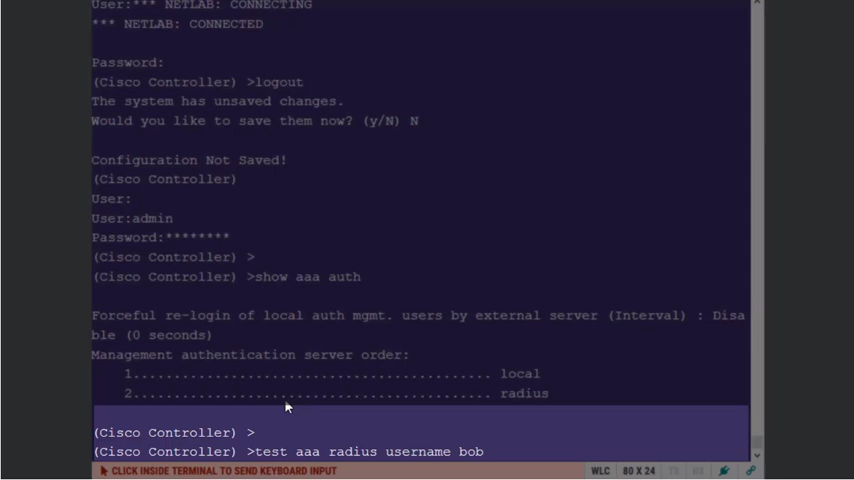 User:*** NETLAB: CONNECTING
*** NETLAB: CONNECTED
Password:
(Cisco Controller) >logout
The system has unsaved changes.
Would you like to save them now? (y/N) N
Configuration Not Saved!
(Cisco Controller)
User:
User:admin
Password:********
(Cisco Controller) >
(Cisco Controller) >show aaa auth
Forceful re-login of local auth mgmt. users by external server (Interval) : Disa
ble (0 seconds)
Management authentication server order:
1............................................ local
2............................................ radius
(Cisco Controller) >
(Cisco Controller) >test aaa radius username bob
CLICK INSIDE TERMINAL TO SEND KEYBOARD INPUT WLC 80 X 24